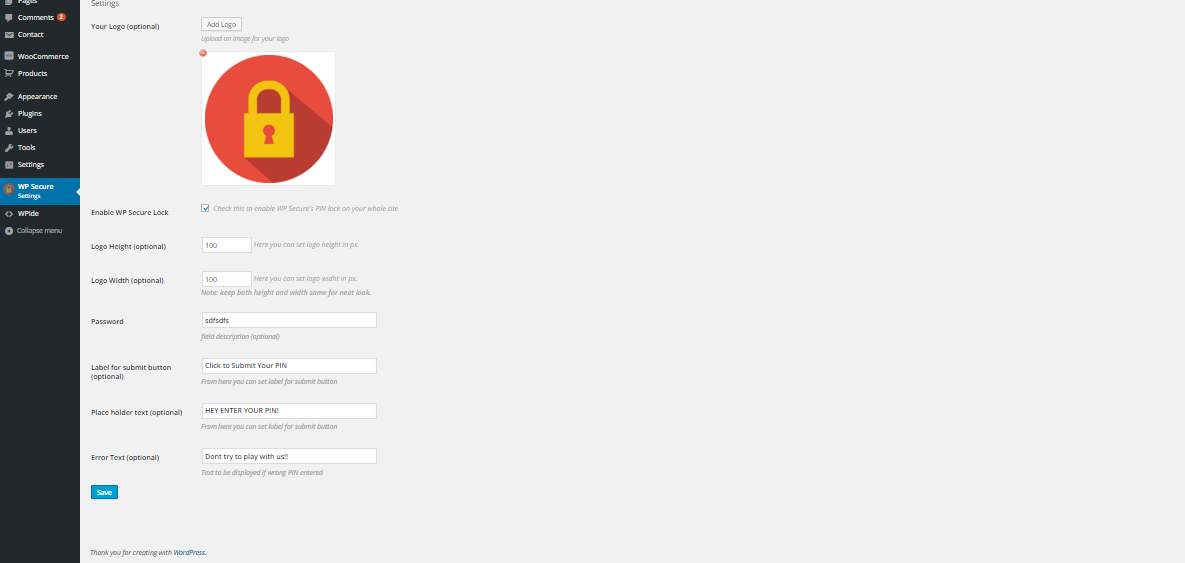 Pages
Settings
Comments 2
Contact
WooCommerce
Products
Appearance
Plugins
Users
Tools
Settings
WP Secure
Settings
WPide
Collapse menu
Your Logo (optional)
Add Logo
Upload an image for your logo
Enable WP Secure Lock
Check this to enable WP Secure's PIN lock on your whole site
Logo Height (optional)
100
Here you can set logo height in px.
Logo Width (optional)
100
Here you can set logo widht in px.
Note: keep both height and width same for neat look.
Password
sdfsdfs
field description (optional)
Label for submit button
(optional)
Click to Submit Your PIN
From here you can set label for submit button
Place holder text (optional)
HEY ENTER YOUR PIN!
From here you can set label for submit button
Error Text (optional)
Dont try to play with us!!
Text to be displayed if wrong PIN entered
Save
Thank you for creating with WordPress.